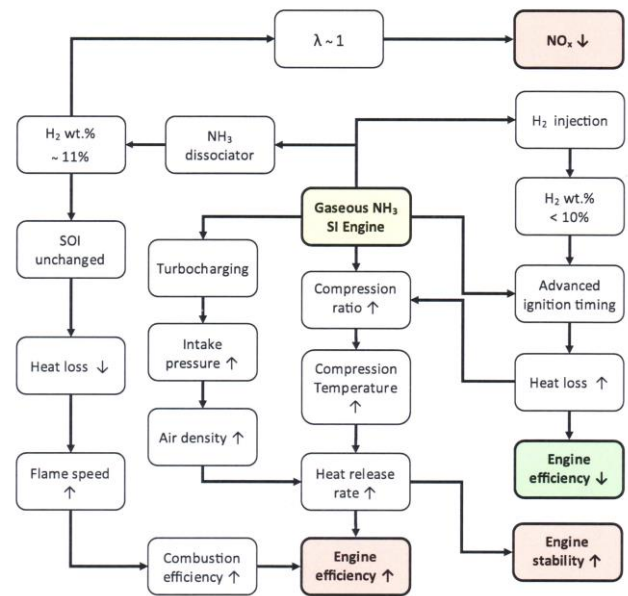 λ ~ 1
NOₓ ↓
H₂ wt.%
~ 11%
NH₃
dissociator
H₂ injection
Gaseous NH₃
SI Engine
H₂ wt.%
< 10%
SOI
unchanged
Turbocharging
Compression
ratio ↑
Advanced
ignition timing
Heat loss ↓
Intake
pressure ↑
Compression
Temperature
↑
Heat loss ↑
Air density ↑
Engine
efficiency ↓
Flame speed
↑
Heat release
rate ↑
Combustion
efficiency ↑
Engine
efficiency ↑
Engine
stability ↑